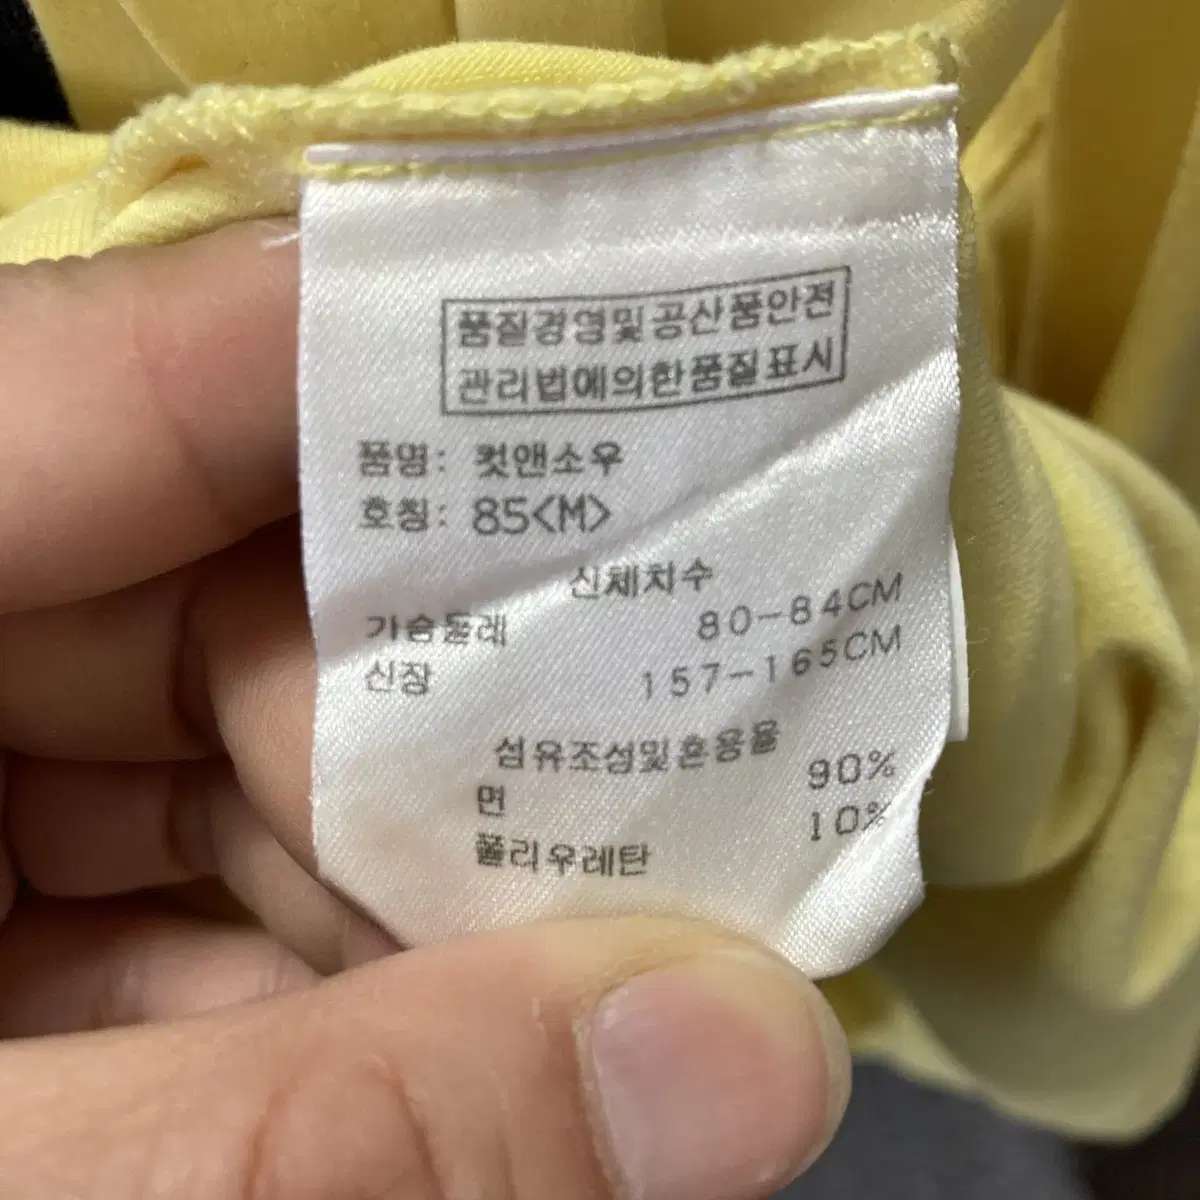 품질경영및공산품안전
관리법에의한품질표시
품명: 컷앤소우
호칭: 85<M>
신체치수
가슴둘레 80-84CM
신장 157-165CM
섬유조성및혼용율
면 90%
폴리우레탄 10%